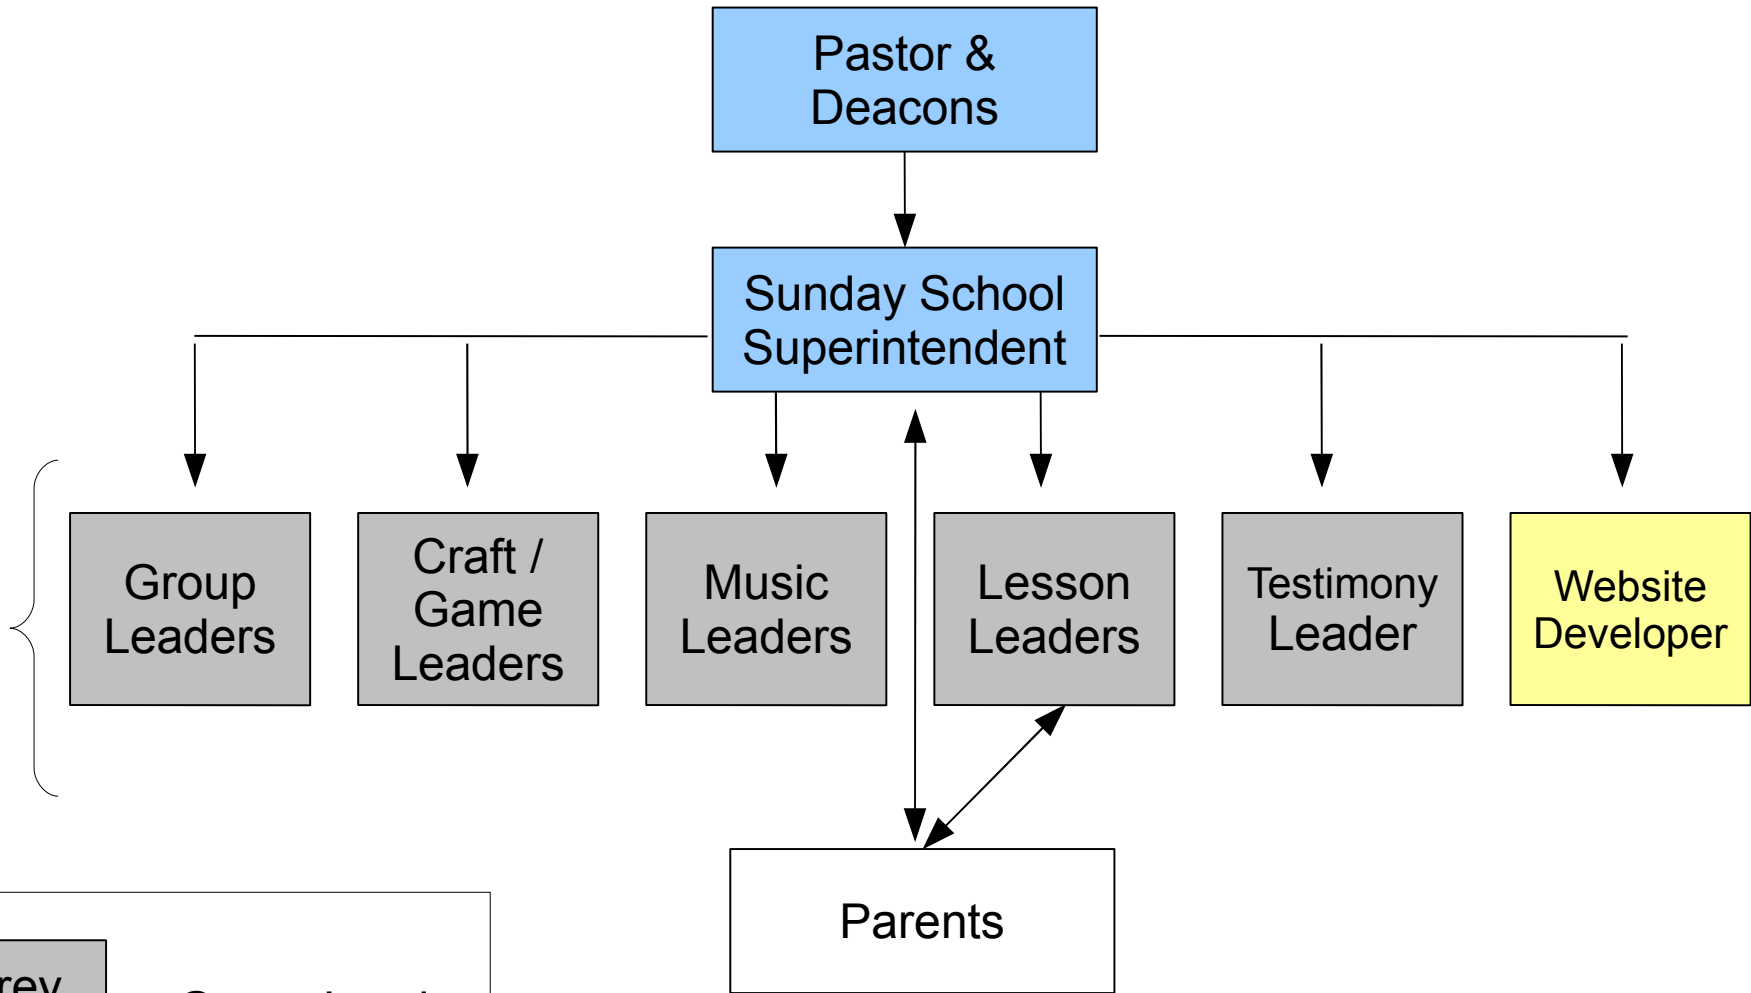 Pastor &
Deacons
Sunday School
Superintendent
Group
Leaders
Craft /
Game
Leaders
Music
Leaders
Lesson
Leaders
Testimony
Leader
Website
Developer
Parents